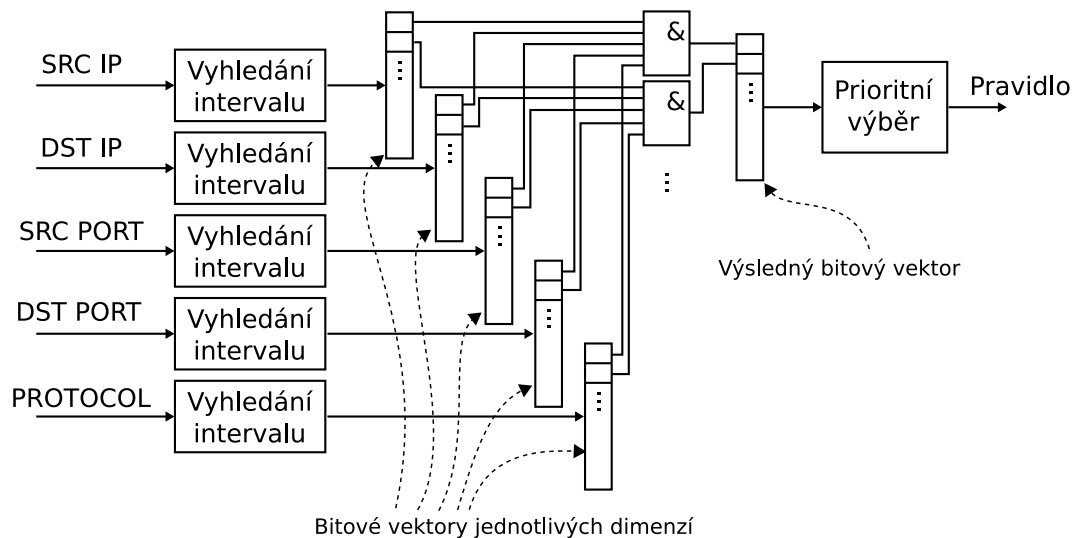 SRC IP
Vyhledání
intervalu
DST IP
Vyhledání
intervalu
SRC PORT
Vyhledání
intervalu
DST PORT
Vyhledání
intervalu
PROTOCOL
Vyhledání
intervalu
&
&
Prioritní
výběr
Pravidlo
Výsledný bitový vektor
Bitové vektory jednotlivých dimenzí